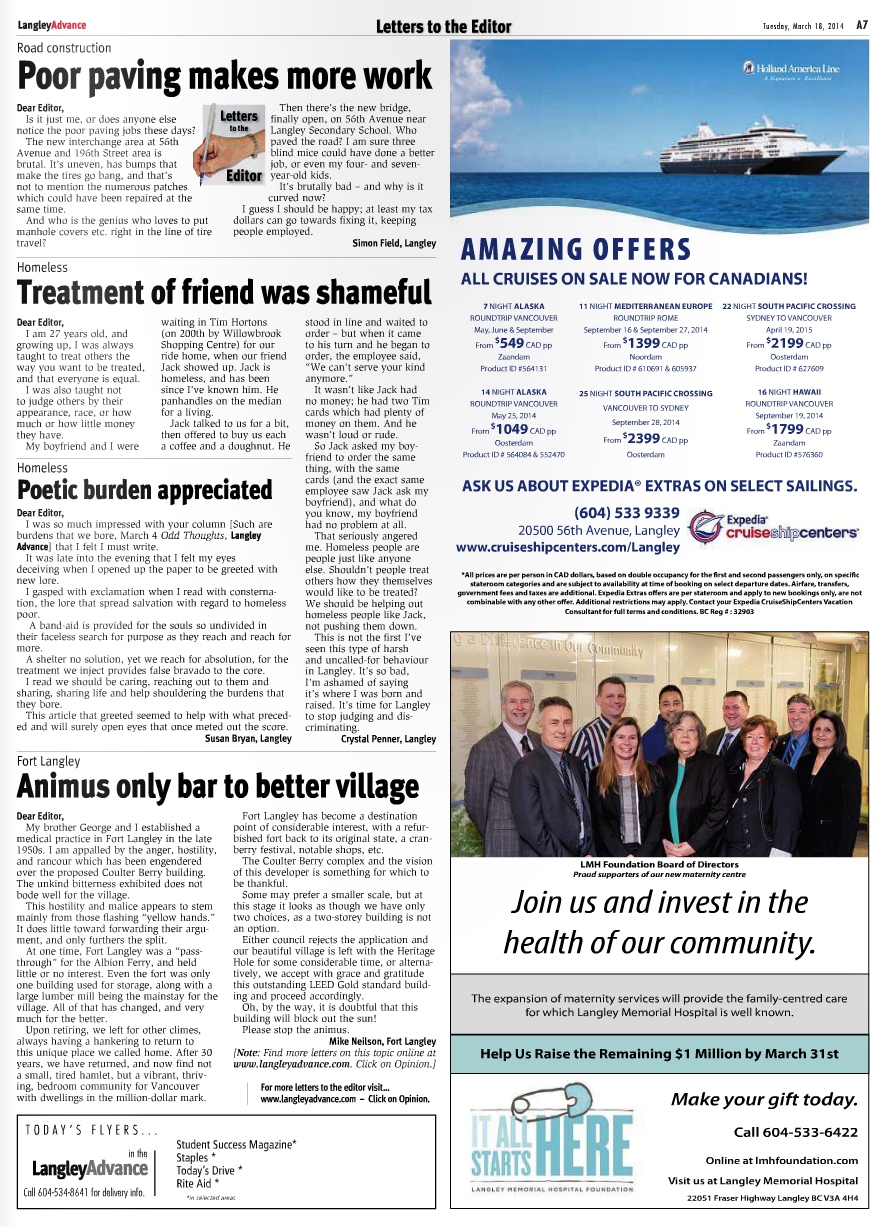 LangleyAdvance
Letters to the Editor
Tuesday, March 18, 2014 A7
Road construction
Poor paving makes more work
Dear Editor,
Is it just me, or does anyone else
notice the poor paving jobs these days?
The new interchange area at 56th
Avenue and 196th Street area is
brutal. It's uneven, has bumps that
make the tires go bang, and that's
not to mention the numerous patches
which could have been repaired at the
same time.
And who is the genius who loves to put
manhole covers etc. right in the line of tire
travel?
Letters
to the
Editor
Then there's the new bridge,
finally open, on 56th Avenue near
Langley Secondary School. Who
paved the road? I am sure three
blind mice could have done a better
job, or even my four- and seven-
year-old kids.
It's brutally bad – and why is it
curved now?
I guess I should be happy; at least my tax
dollars can go towards fixing it, keeping
people employed.
Simon Field, Langley
Homeless
Treatment of friend was shameful
Dear Editor,
I am 27 years old, and
growing up, I was always
taught to treat others the
way you want to be treated,
and that everyone is equal.
I was also taught not
to judge others by their
appearance, race, or how
much or how little money
they have.
My boyfriend and I were
waiting in Tim Hortons
(on 200th by Willowbrook
Shopping Centre) for our
ride home, when our friend
Jack showed up. Jack is
homeless, and has been
since I've known him. He
panhandles on the median
for a living.
Jack talked to us for a bit,
then offered to buy us each
a coffee and a doughnut. He
stood in line and waited to
order – but when it came
to his turn and he began to
order, the employee said,
"We can't serve your kind
anymore."
It wasn't like Jack had
no money; he had two Tim
cards which had plenty of
money on them. And he
wasn't loud or rude.
So Jack asked my boy-
friend to order the same
thing, with the same
cards (and the exact same
employee saw Jack ask my
boyfriend), and what do
you know, my boyfriend
had no problem at all.
That seriously angered
me. Homeless people are
people just like anyone
else. Shouldn't people treat
others how they themselves
would like to be treated?
We should be helping out
homeless people like Jack,
not pushing them down.
This is not the first I've
seen this type of harsh
and uncalled-for behaviour
in Langley. It's so bad,
I'm ashamed of saying
it's where I was born and
raised. It's time for Langley
to stop judging and dis-
criminating.
Crystal Penner, Langley
Homeless
Poetic burden appreciated
Dear Editor,
I was so much impressed with your column [Such are
burdens that we bore, March 4 Odd Thoughts, Langley
Advance] that I felt I must write.
It was late into the evening that I felt my eyes
deceiving when I opened up the paper to be greeted with
new lore.
I gasped with exclamation when I read with consterna-
tion, the lore that spread salvation with regard to homeless
poor.
A band-aid is provided for the souls so undivided in
their faceless search for purpose as they reach and reach for
more.
A shelter no solution, yet we reach for absolution, for the
treatment we inject provides false bravado to the core.
I read we should be caring, reaching out to them and
sharing, sharing life and help shouldering the burdens that
they bore.
This article that greeted seemed to help with what preced-
ed and will surely open eyes that once meted out the score.
Susan Bryan, Langley
Fort Langley
Animus only bar to better village
Dear Editor,
My brother George and I established a
medical practice in Fort Langley in the late
1950s. I am appalled by the anger, hostility,
and rancour which has been engendered
over the proposed Coulter Berry building.
The unkind bitterness exhibited does not
bode well for the village.
This hostility and malice appears to stem
mainly from those flashing "yellow hands."
It does little toward forwarding their argu-
ment, and only furthers the split.
At one time, Fort Langley was a "pass-
through" for the Albion Ferry, and held
little or no interest. Even the fort was only
one building used for storage, along with a
large lumber mill being the mainstay for the
village. All of that has changed, and very
much for the better.
Upon retiring, we left for other climes,
always having a hankering to return to
this unique place we called home. After 30
years, we have returned, and now find not
a small, tired hamlet, but a vibrant, thriv-
ing, bedroom community for Vancouver
with dwellings in the million-dollar mark.
Fort Langley has become a destination
point of considerable interest, with a refur-
bished fort back to its original state, a cran-
berry festival, notable shops, etc.
The Coulter Berry complex and the vision
of this developer is something for which to
be thankful.
Some may prefer a smaller scale, but at
this stage it looks as though we have only
two choices, as a two-storey building is not
an option.
Either council rejects the application and
our beautiful village is left with the Heritage
Hole for some considerable time, or alterna-
tively, we accept with grace and gratitude
this outstanding LEED Gold standard build-
ing and proceed accordingly.
Oh, by the way, it is doubtful that this
building will block out the sun!
Please stop the animus.
Mike Neilson, Fort Langley
[Note: Find more letters on this topic online at
www.langleyadvance.com. Click on Opinion.]
For more letters to the editor visit...
www.langleyadvance.com – Click on Opinion.
TODAY'S FLYERS...
in the
LangleyAdvance
Call 604-534-8641 for delivery info.
Student Success Magazine*
Staples *
Today's Drive *
Rite Aid *
*in selected areas
Holland America Line
A Signature of Excellence
AMAZING OFFERS
ALL CRUISES ON SALE NOW FOR CANADIANS!
7 NIGHT ALASKA
ROUNDTRIP VANCOUVER
May, June & September
From $549 CAD pp
Zaandam
Product ID #564131
11 NIGHT MEDITERRANEAN EUROPE
ROUNDTRIP ROME
September 16 & September 27, 2014
From $1399 CAD pp
Noordam
Product ID # 610691 & 605937
22 NIGHT SOUTH PACIFIC CROSSING
SYDNEY TO VANCOUVER
April 19, 2015
From $2199 CAD pp
Oosterdam
Product ID # 627609
14 NIGHT ALASKA
ROUNDTRIP VANCOUVER
May 25, 2014
From $1049 CAD pp
Oosterdam
Product ID # 564084 & 552470
25 NIGHT SOUTH PACIFIC CROSSING
VANCOUVER TO SYDNEY
September 28, 2014
From $2399 CAD pp
Oosterdam
16 NIGHT HAWAII
ROUNDTRIP VANCOUVER
September 19, 2014
From $1799 CAD pp
Zaandam
Product ID #576360
ASK US ABOUT EXPEDIA® EXTRAS ON SELECT SAILINGS.
(604) 533 9339
20500 56th Avenue, Langley
www.cruiseshipcenters.com/Langley
Expedia®
cruiseshipcenters®
*All prices are per person in CAD dollars, based on double occupancy for the first and second passengers only, on specific
stateroom categories and are subject to availability at time of booking on select departure dates. Airfare, transfers,
government fees and taxes are additional. Expedia Extras offers are per stateroom and apply to new bookings only, are not
combinable with any other offer. Additional restrictions may apply. Contact your Expedia CruiseShipCenters Vacation
Consultant for full terms and conditions. BC Reg # : 32903
g a Difference in Our Community
LMH Foundation Board of Directors
Proud supporters of our new maternity centre
Join us and invest in the
health of our community.
The expansion of maternity services will provide the family-centred care
for which Langley Memorial Hospital is well known.
Help Us Raise the Remaining $1 Million by March 31st
IT ALL
STARTS HERE
LANGLEY MEMORIAL HOSPITAL FOUNDATION
Make your gift today.
Call 604-533-6422
Online at lmhfoundation.com
Visit us at Langley Memorial Hospital
22051 Fraser Highway Langley BC V3A 4H4